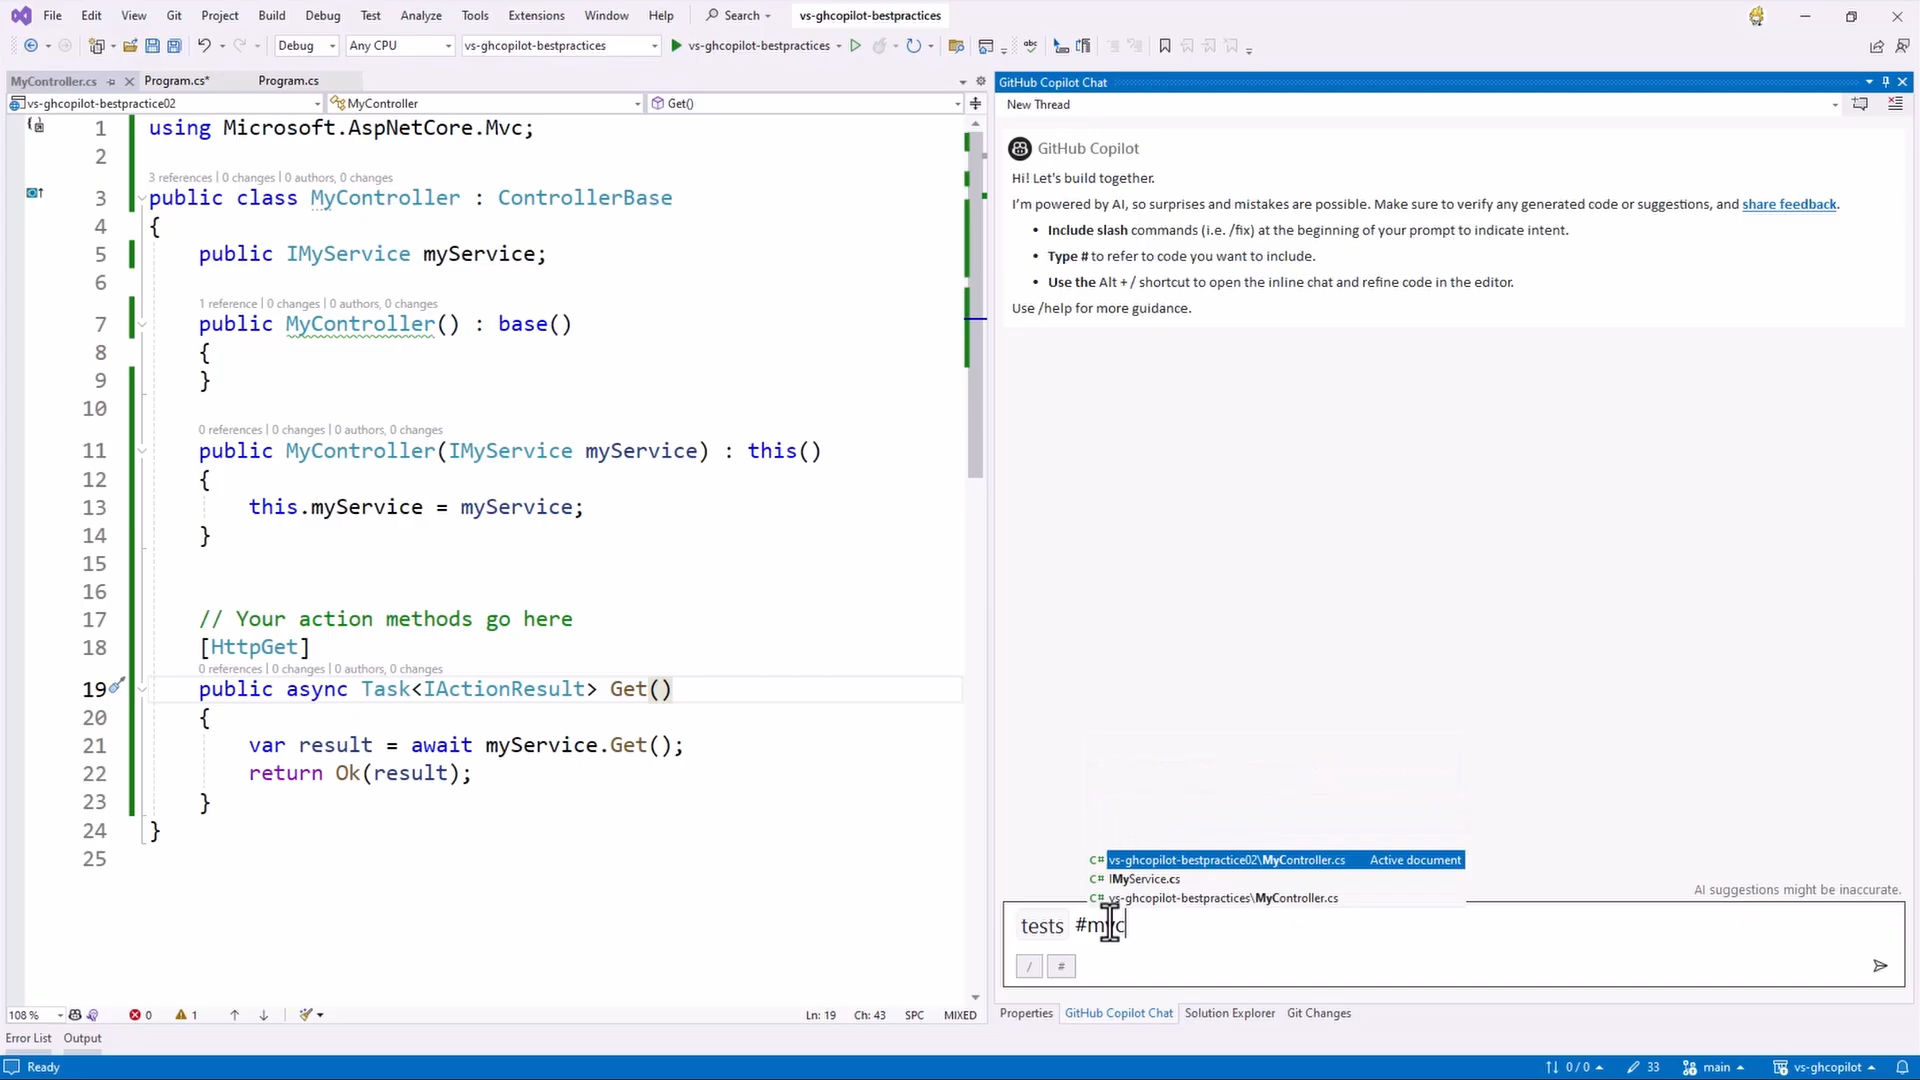 File Edit View Git Project Build Debug Test Analyze Tools Extensions Window Help Search vs-ghcopilot-bestpractices
Debug Any CPU vs-ghcopilot-bestpractices vs-ghcopilot-bestpractices
MyController.cs Program.cs* Program.cs
vs-ghcopilot-bestpractice02 MyController Get()
1 using Microsoft.AspNetCore.Mvc;
2
3 references | 0 changes | 0 authors, 0 changes
3 public class MyController : ControllerBase
4 {
5 public IMyService myService;
6
1 reference | 0 changes | 0 authors, 0 changes
7 public MyController() : base()
8 {
9 }
10
0 references | 0 changes | 0 authors, 0 changes
11 public MyController(IMyService myService) : this()
12 {
13 this.myService = myService;
14 }
15
16
17 // Your action methods go here
18 [HttpGet]
0 references | 0 changes | 0 authors, 0 changes
19 public async Task<IActionResult> Get()
20 {
21 var result = await myService.Get();
22 return Ok(result);
23 }
24 }
25
108 % 0 1 Ln: 19 Ch: 43 SPC MIXED
Error List Output
GitHub Copilot Chat
New Thread
GitHub Copilot
Hi! Let's build together.
I'm powered by AI, so surprises and mistakes are possible. Make sure to verify any generated code or suggestions, and share feedback.
• Include slash commands (i.e. /fix) at the beginning of your prompt to indicate intent.
• Type # to refer to code you want to include.
• Use the Alt + / shortcut to open the inline chat and refine code in the editor.
Use /help for more guidance.
C# vs-ghcopilot-bestpractice02\MyController.cs Active document
C# IMyService.cs
C# vs-ghcopilot-bestpractices\MyController.cs
AI suggestions might be inaccurate.
tests #myc
/ #
Properties GitHub Copilot Chat Solution Explorer Git Changes
Ready 0 / 0 33 main vs-ghcopilot